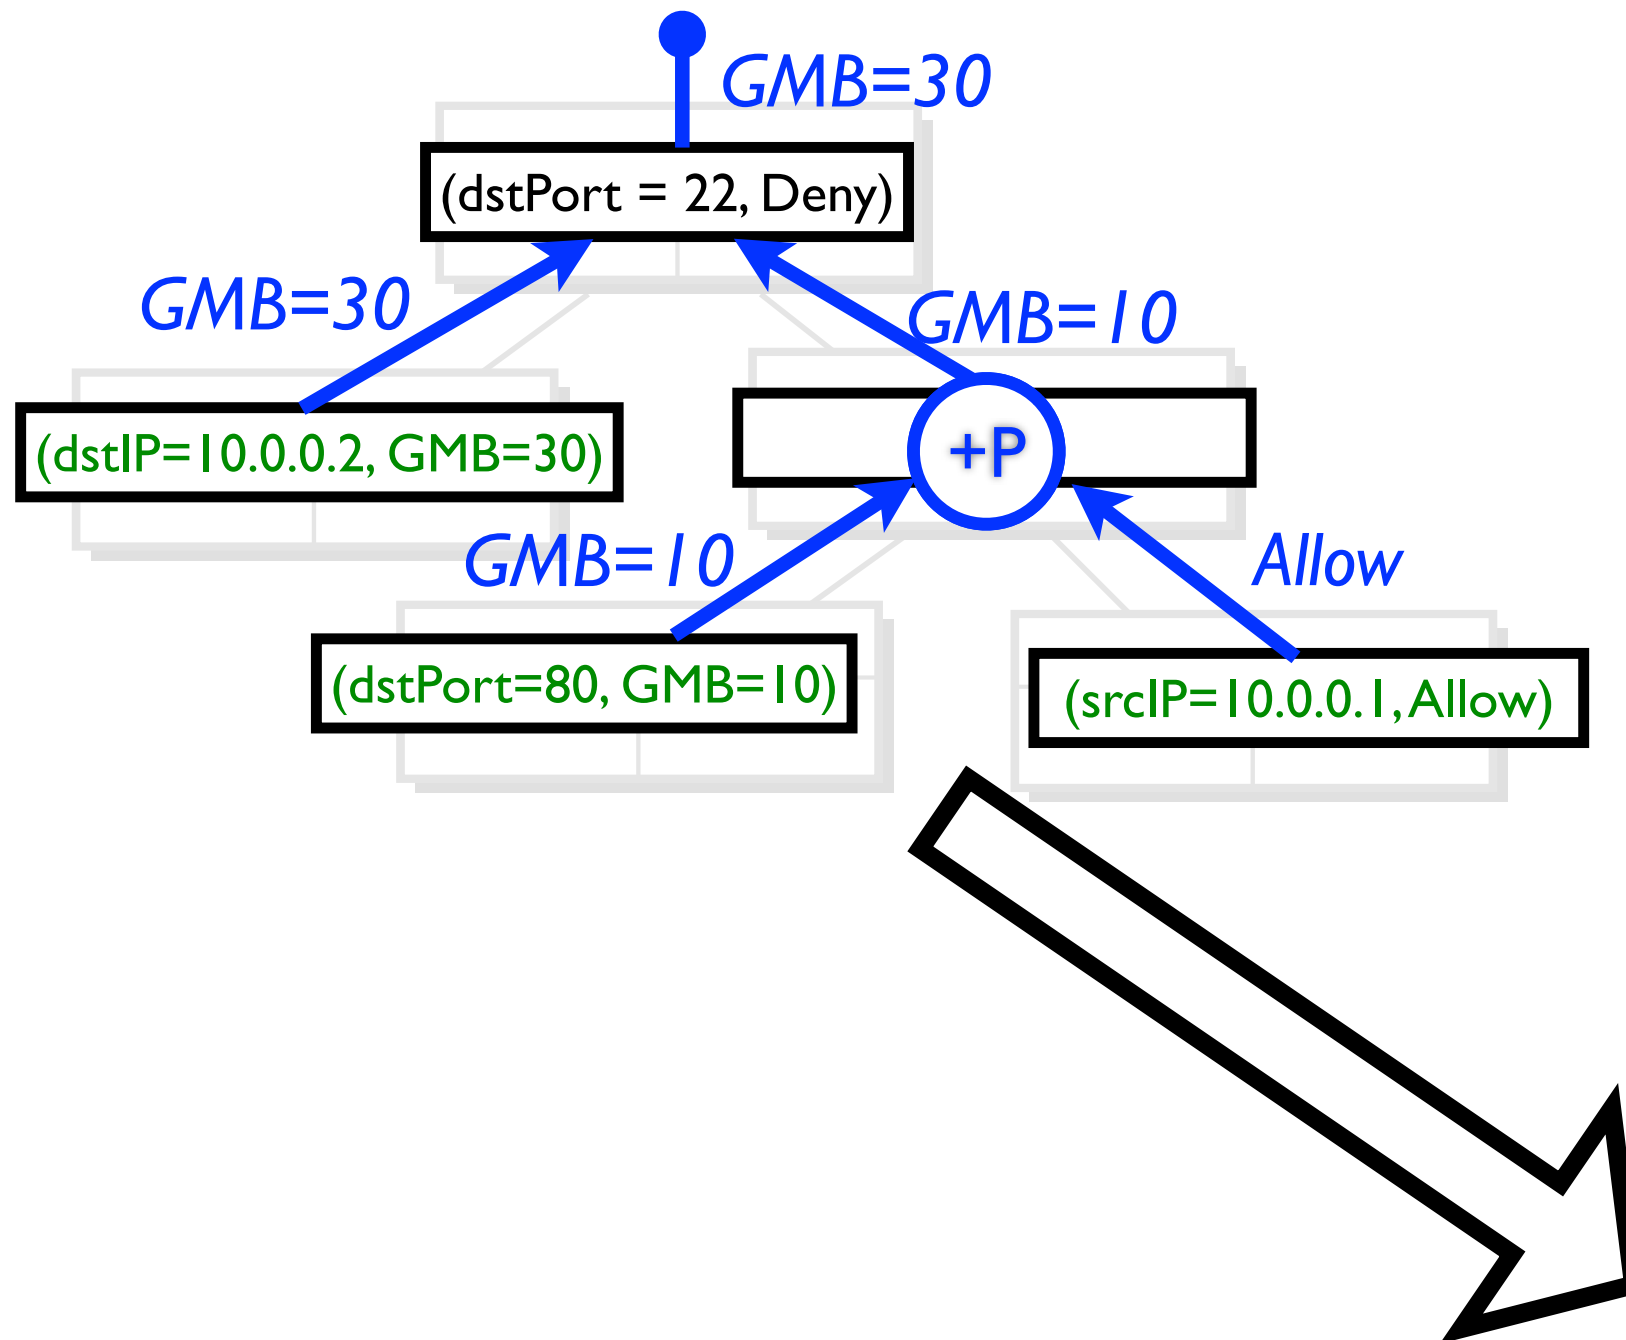 GMB=30
(dstPort = 22, Deny)
GMB=30
GMB=10
(dstIP=10.0.0.2, GMB=30)
+P
GMB=10
Allow
(dstPort=80, GMB=10)
(srcIP=10.0.0.1, Allow)